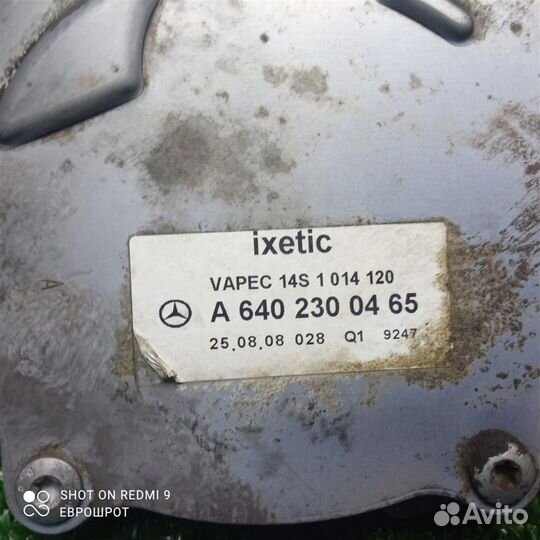 ixetic
VAPEC 14S 1 014 120
A 640 230 04 65
25.08.08 028 Q1 9247
A
SHOT ON REDMI 9
ЕВРОШРОТ
Avito